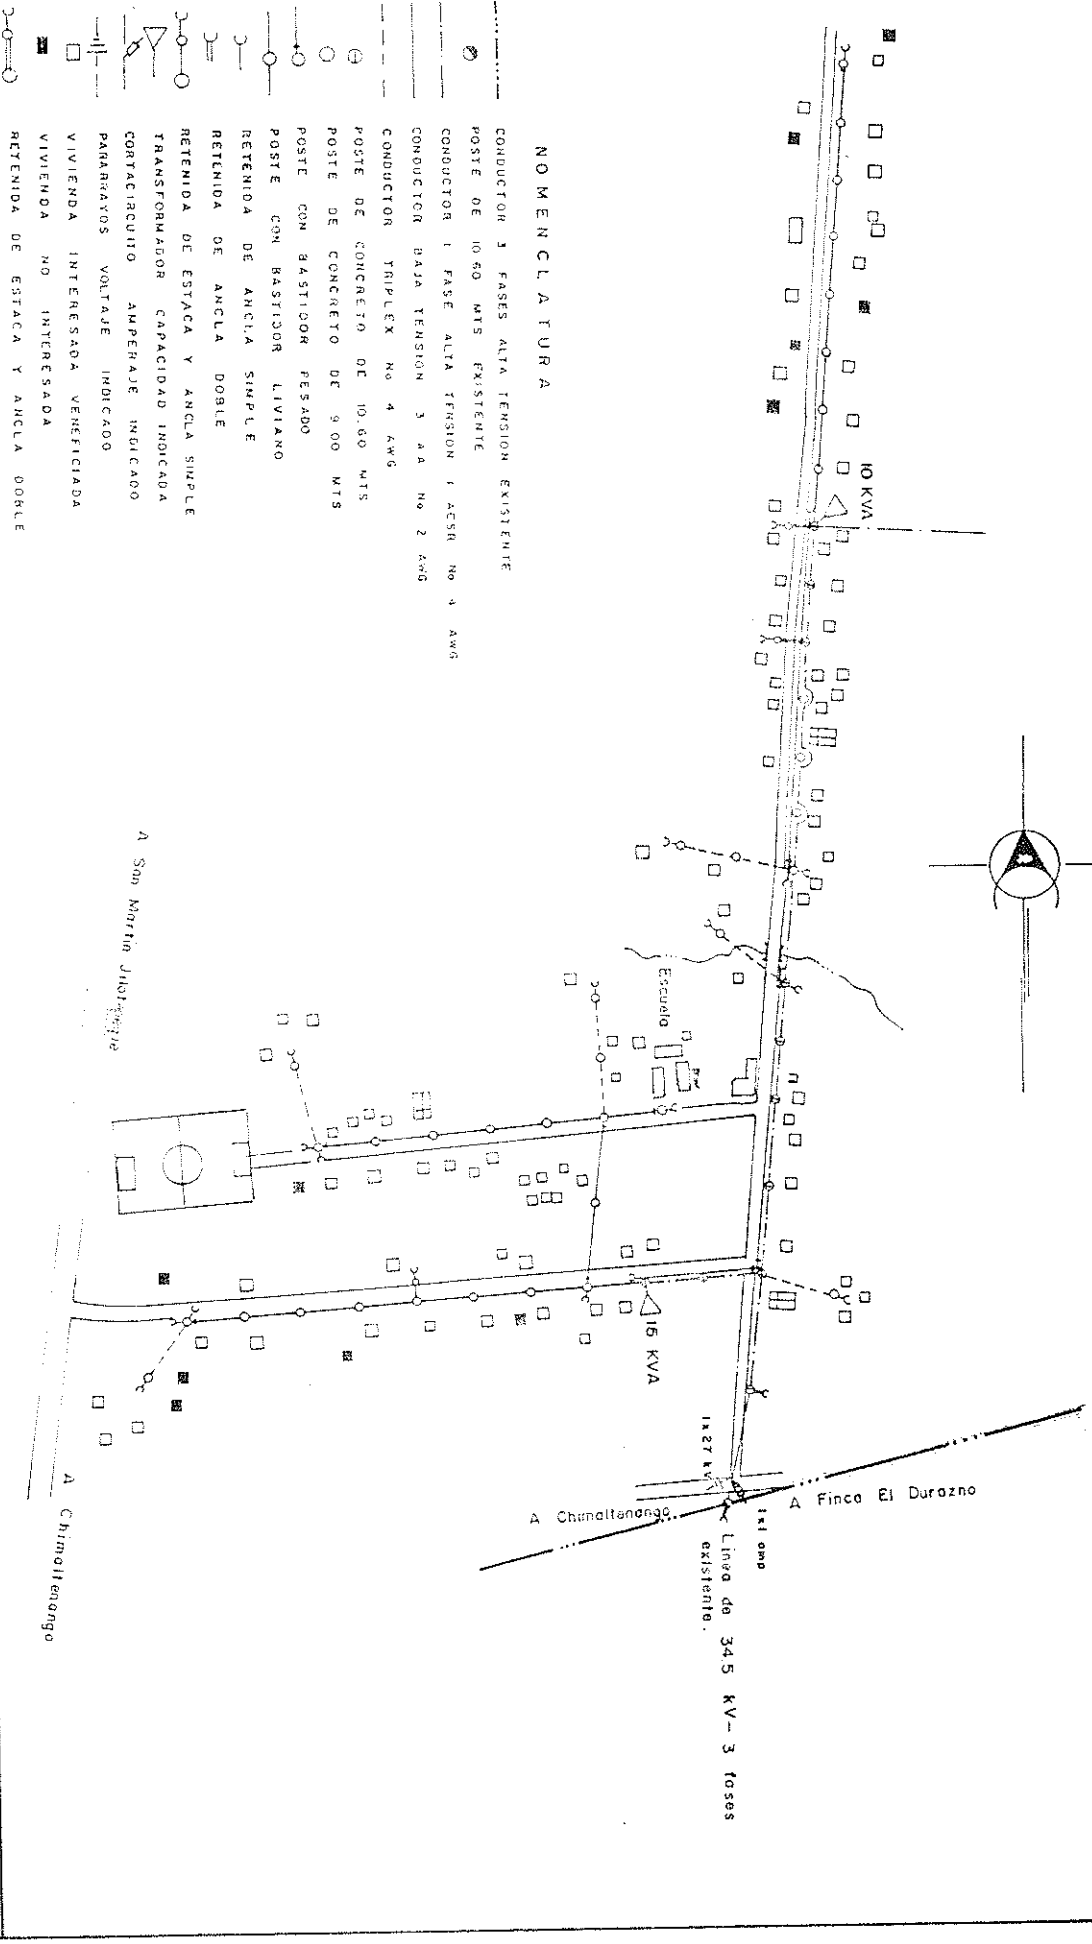 NOMENCLATURA
CONDUCTOR 3 FASES ALTA TENSION EXISTENTE
POSTE DE 10.60 MTS EXISTENTE
CONDUCTOR 1 FASE ALTA TENSION 1 ACSR No 4 AWG
CONDUCTOR BAJA TENSION 3 AA No 2 AWG
CONDUCTOR TRIPLEX No 4 AWG
POSTE DE CONCRETO DE 10.60 MTS
POSTE DE CONCRETO DE 9.00 MTS
POSTE CON BASTIDOR PESADO
POSTE CON BASTIDOR LIVIANO
RETENIDA DE ANCLA SIMPLE
RETENIDA DE ANCLA DOBLE
RETENIDA DE ESTACA Y ANCLA SIMPLE
TRANSFORMADOR CAPACIDAD INDICADA
CORTACIRCUITO AMPERAJE INDICADO
PARARRAYOS VOLTAJE INDICADO
VIVIENDA INTERESADA VENEFICIADA
VIVIENDA NO INTERESADA
RETENIDA DE ESTACA Y ANCLA DOBLE
10 KVA
Escuela
A San Martin Jilotepeque
15 KVA
1x27 kV
1x1 amp
A Finca El Durazno
A Chimaltenango
Linea de 34.5 KV- 3 fases
existente.
A Chimaltenango